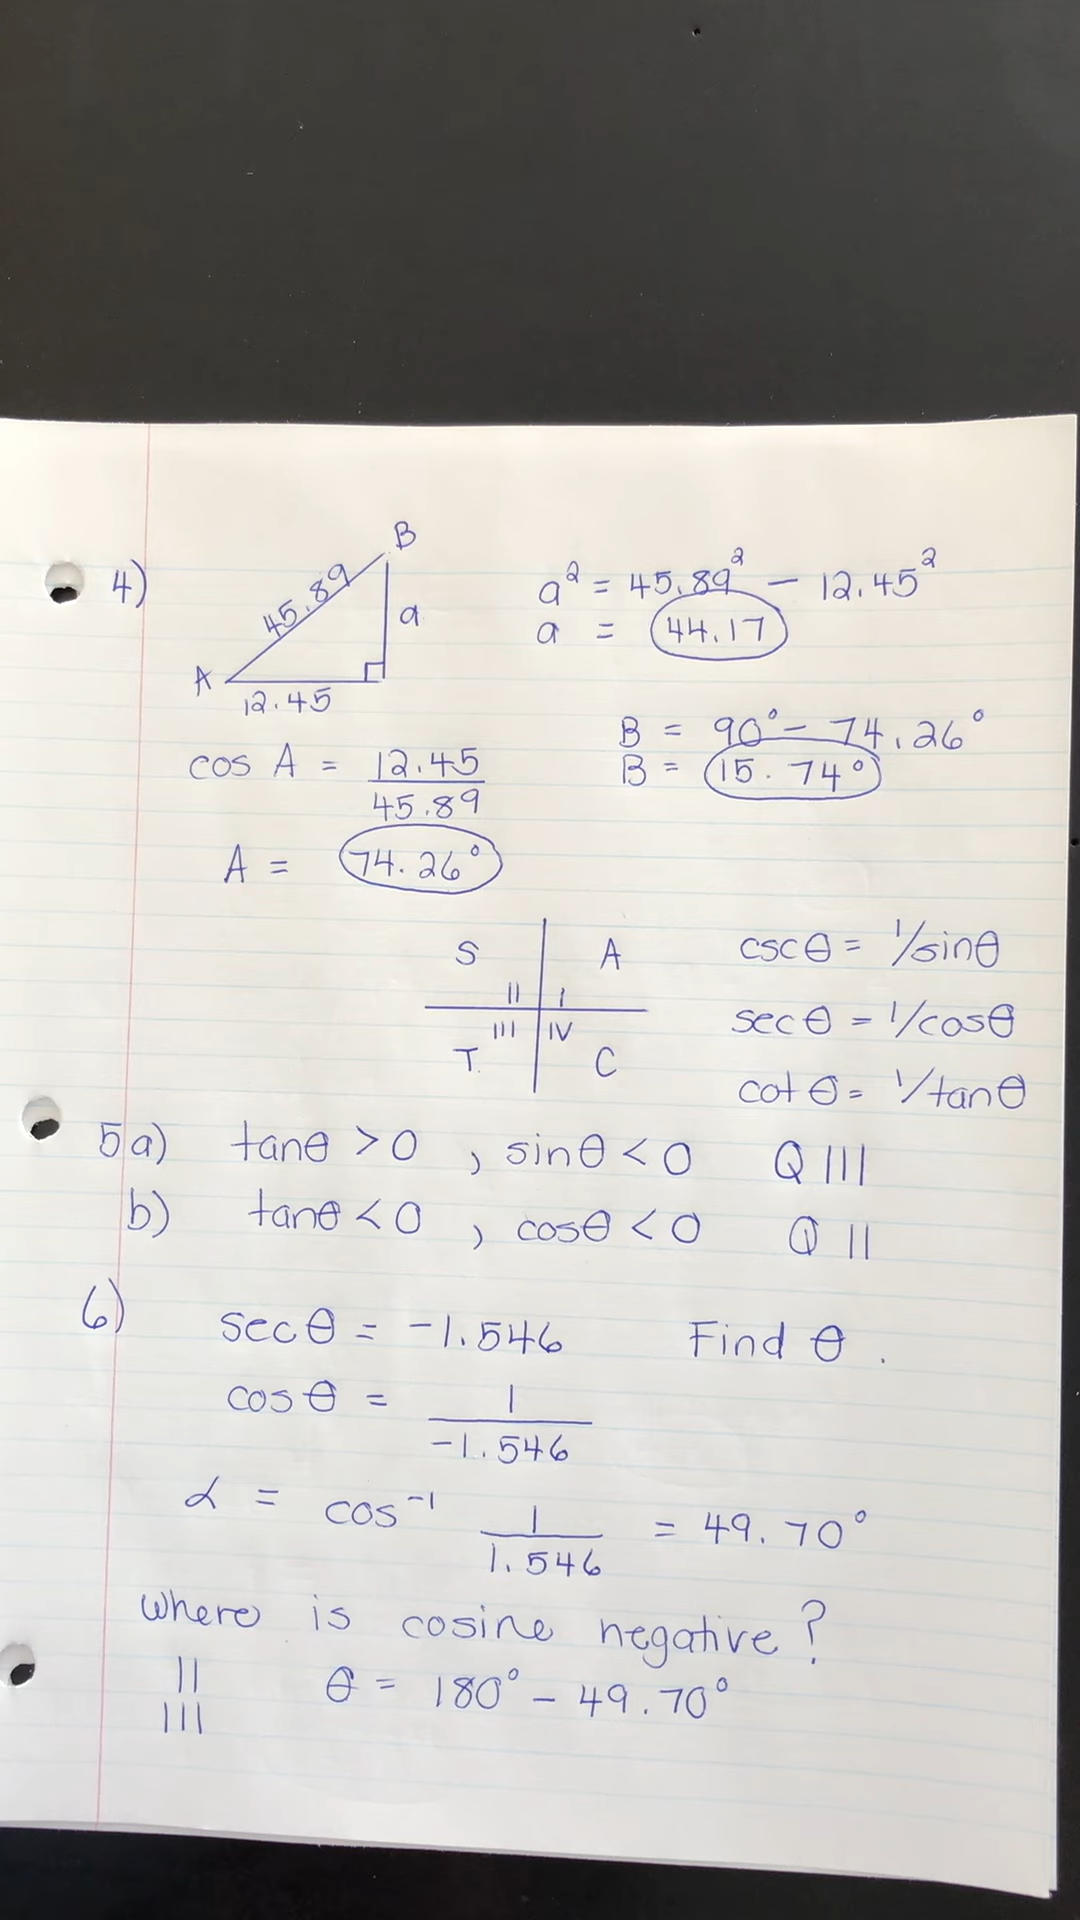 4)
B
45.89
a
A
12.45
a² = 45.89² - 12.45²
a = 44.17
B = 90° - 74.26°
B = 15.74°
cos A = 12.45/45.89
A = 74.26°
S A
II I
III IV
T C
cscθ = 1/sinθ
secθ = 1/cosθ
cotθ = 1/tanθ
5a) tanθ > 0 , sinθ < 0 Q III
b) tanθ < 0 , cosθ < 0 Q II
6) secθ = -1.546 Find θ.
cosθ = 1/-1.546
α = cos⁻¹ 1/1.546 = 49.70°
where is cosine negative?
II θ = 180° - 49.70°
III